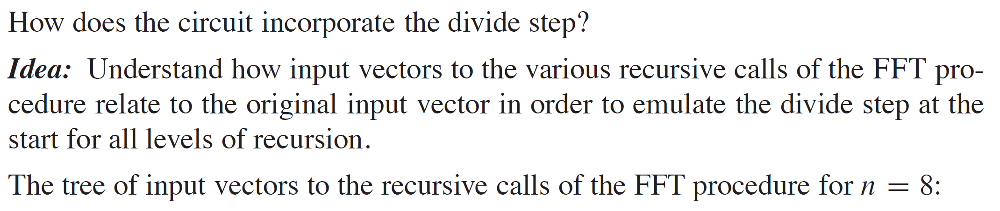 How does the circuit incorporate the divide step?
Idea: Understand how input vectors to the various recursive calls of the FFT pro-
cedure relate to the original input vector in order to emulate the divide step at the
start for all levels of recursion.
The tree of input vectors to the recursive calls of the FFT procedure for n = 8: